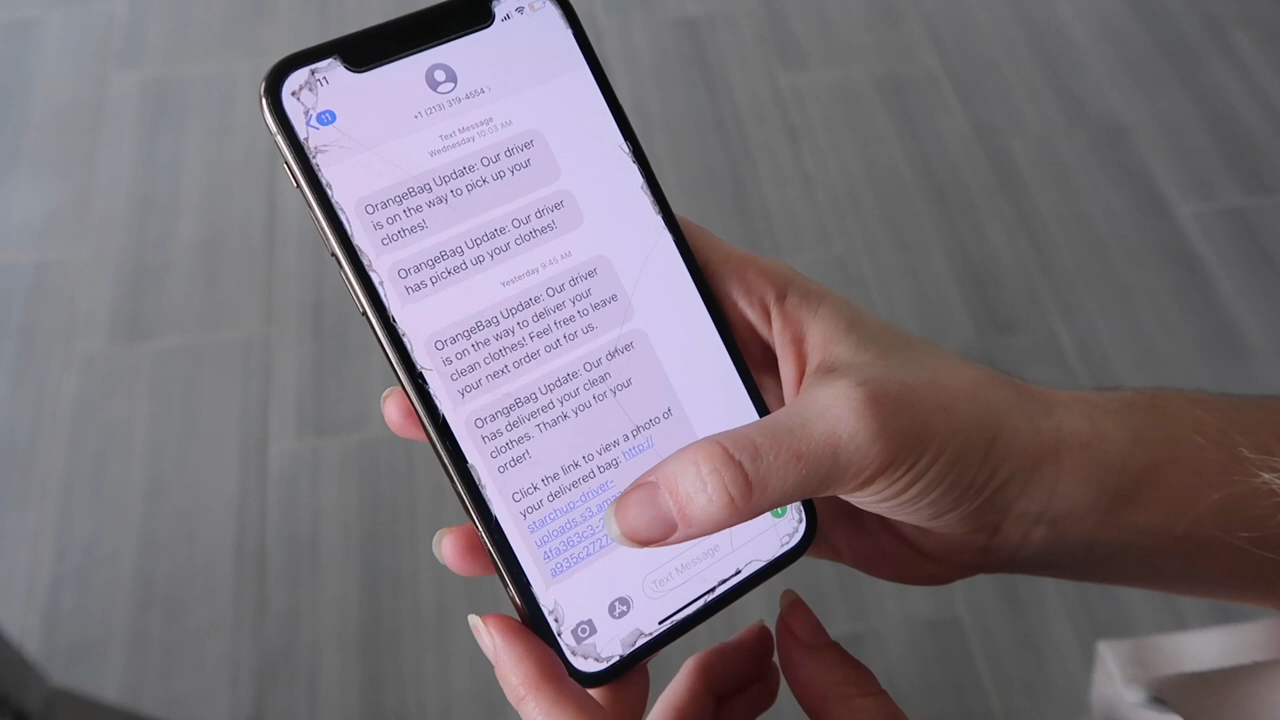 11
11
+1 (213) 319-4554
Text Message
Wednesday 10:03 AM
OrangeBag Update: Our driver
is on the way to pick up your
clothes!
OrangeBag Update: Our driver
has picked up your clothes!
Yesterday 9:45 AM
OrangeBag Update: Our driver
is on the way to deliver your
clean clothes! Feel free to leave
your next order out for us.
OrangeBag Update: Our driver
has delivered your clean
clothes. Thank you for your
order!
Click the link to view a photo of
your delivered bag: http://
starchup-driver-
uploads.s3.ama
4fa363c3-
a935c2727
Text Message